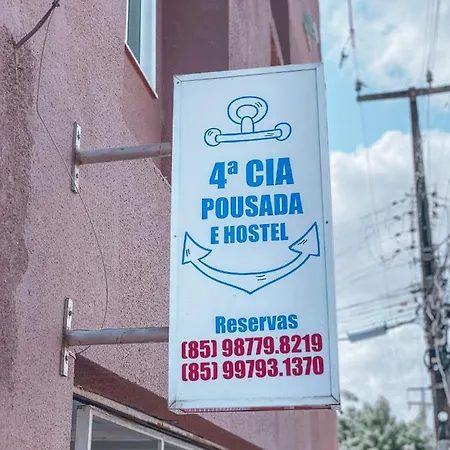 4ª CIA
POUSADA
E HOSTEL
Reservas
(85) 98779.8219
(85) 99793.1370